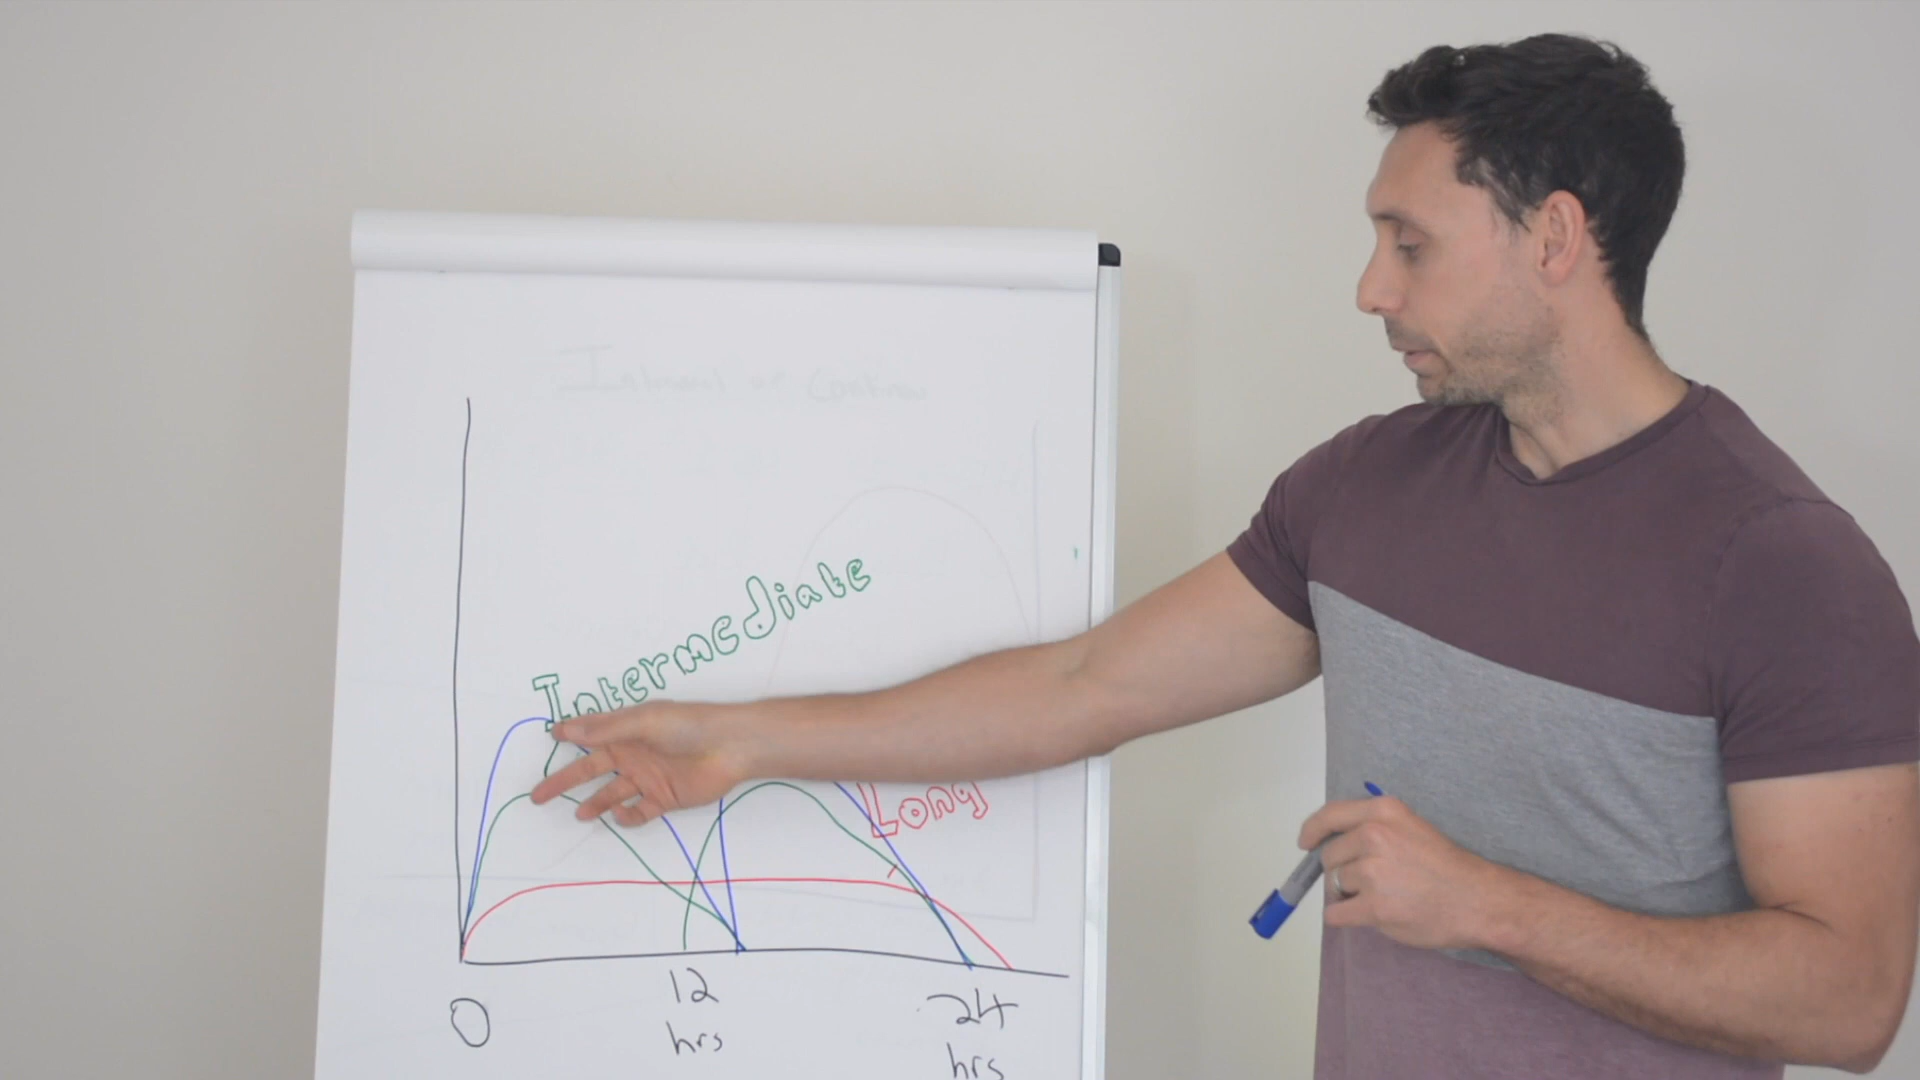 Intermediate
Long
0
12
hrs
24
hrs